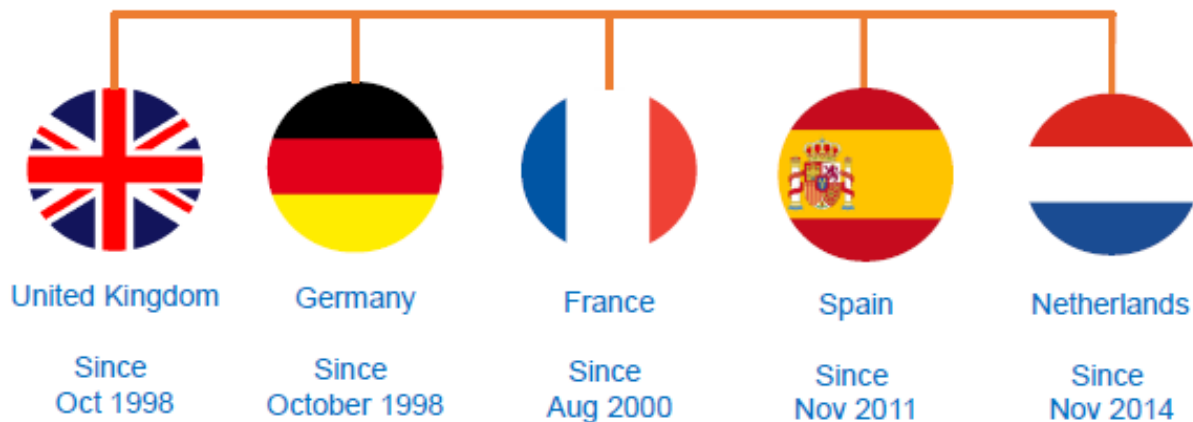 United Kingdom
Since
Oct 1998
Germany
Since
October 1998
France
Since
Aug 2000
Spain
Since
Nov 2011
Netherlands
Since
Nov 2014